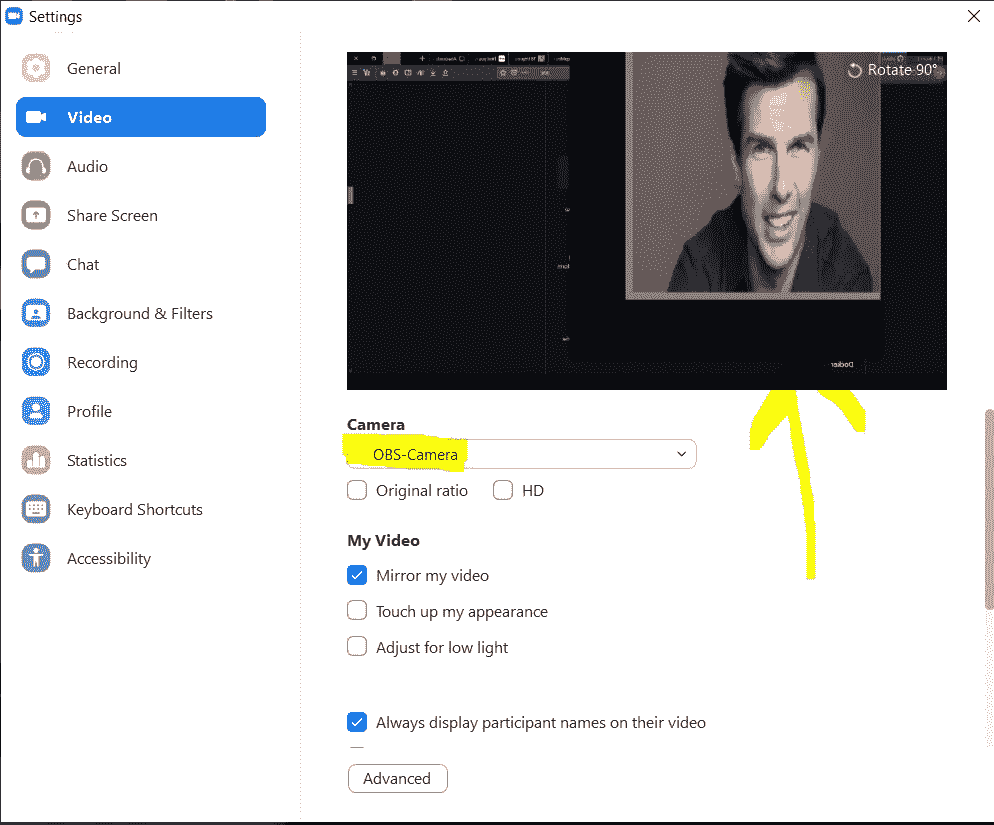 Settings
General
Video
Audio
Share Screen
Chat
Background & Filters
Recording
Profile
Statistics
Keyboard Shortcuts
Accessibility
Rotate 90°
Camera
OBS-Camera
Original ratio
HD
My Video
Mirror my video
Touch up my appearance
Adjust for low light
Always display participant names on their video
Advanced